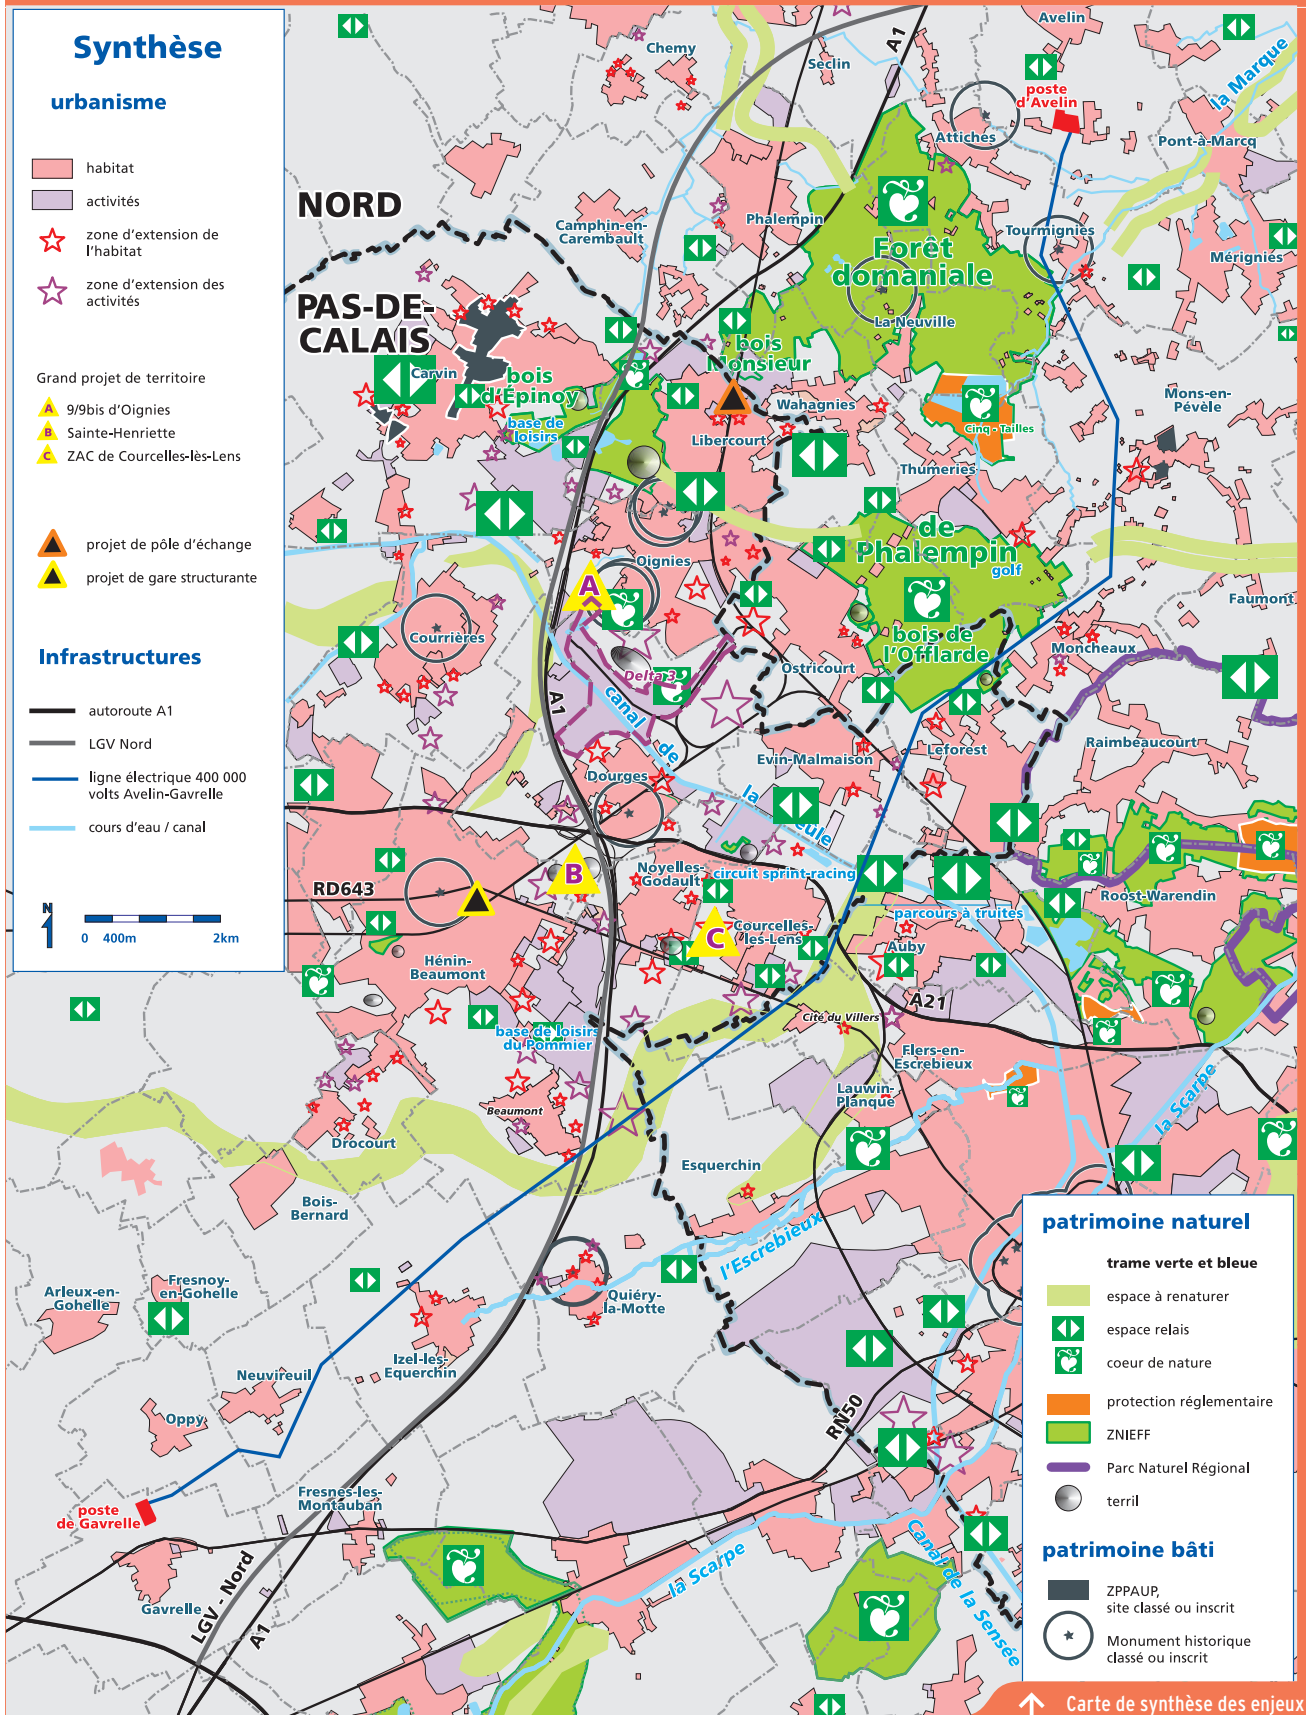 Synthèse
urbanisme
habitat
activités
zone d'extension de
l'habitat
zone d'extension des
activités
Grand projet de territoire
A 9/9bis d'Oignies
B Sainte-Henriette
C ZAC de Courcelles-lès-Lens
projet de pôle d'échange
projet de gare structurante
Infrastructures
autoroute A1
LGV Nord
ligne électrique 400 000
volts Avelin-Gavrelle
cours d'eau / canal
N
0 400m 2km
NORD
PAS-DE-
CALAIS
Chemy
Seclin
A1
Avelin
poste
d'Avelin
la Marque
Attiches
Pont-à-Marcq
Camphin-en-
Carembault
Phalempin
Tourmignies
Mérignies
Forêt
domaniale
La Neuville
bois
Monsieur
Carvin
bois
d'Épinoy
base de
loisirs
Wahagnies
Libercourt
Cinq - Tailles
Mons-en-
Pévèle
Thumeries
de
Phalempin
golf
Oignies
A
Faumont
Courrières
bois de
l'Offlarde
Moncheaux
Ostricourt
Delta 3
A1
canal
de
la
eule
Leforest
Raimbeaucourt
Evin-Malmaison
Dourges
RD643
B
Noyelles-
Godault
circuit sprint-racing
Roost-Warendin
parcours à truites
C
Courcelles-
les-Lens
Auby
Hénin-
Beaumont
A21
Cité du Villers
base de loisirs
du Pommier
Flers-en-
Escrebieux
Lauwin-
Planque
la Scarpe
Beaumont
Drocourt
Esquerchin
Bois-
Bernard
l'Escrebieux
Fresnoy-
en-Gohelle
Arleux-en-
Gohelle
Quiéry-
la-Motte
Izel-les-
Equerchin
Neuvireuil
Oppy
RN50
Fresnes-les-
Montauban
poste
de Gavrelle
Gavrelle
LGV - Nord
A1
la Scarpe
Canal de la Sensée
patrimoine naturel
trame verte et bleue
espace à renaturer
espace relais
coeur de nature
protection réglementaire
ZNIEFF
Parc Naturel Régional
terril
patrimoine bâti
ZPPAUP,
site classé ou inscrit
Monument historique
classé ou inscrit
Carte de synthèse des enjeux